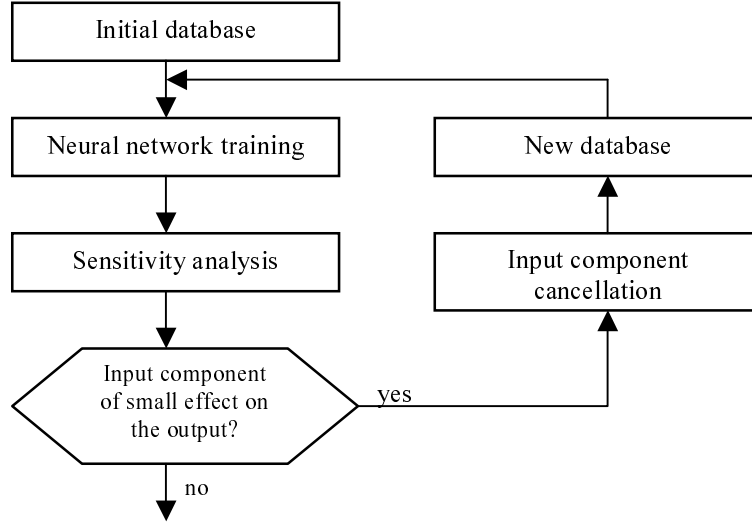 Initial database
Neural network training
New database
Sensitivity analysis
Input component
cancellation
Input component
of small effect on
the output?
yes
no